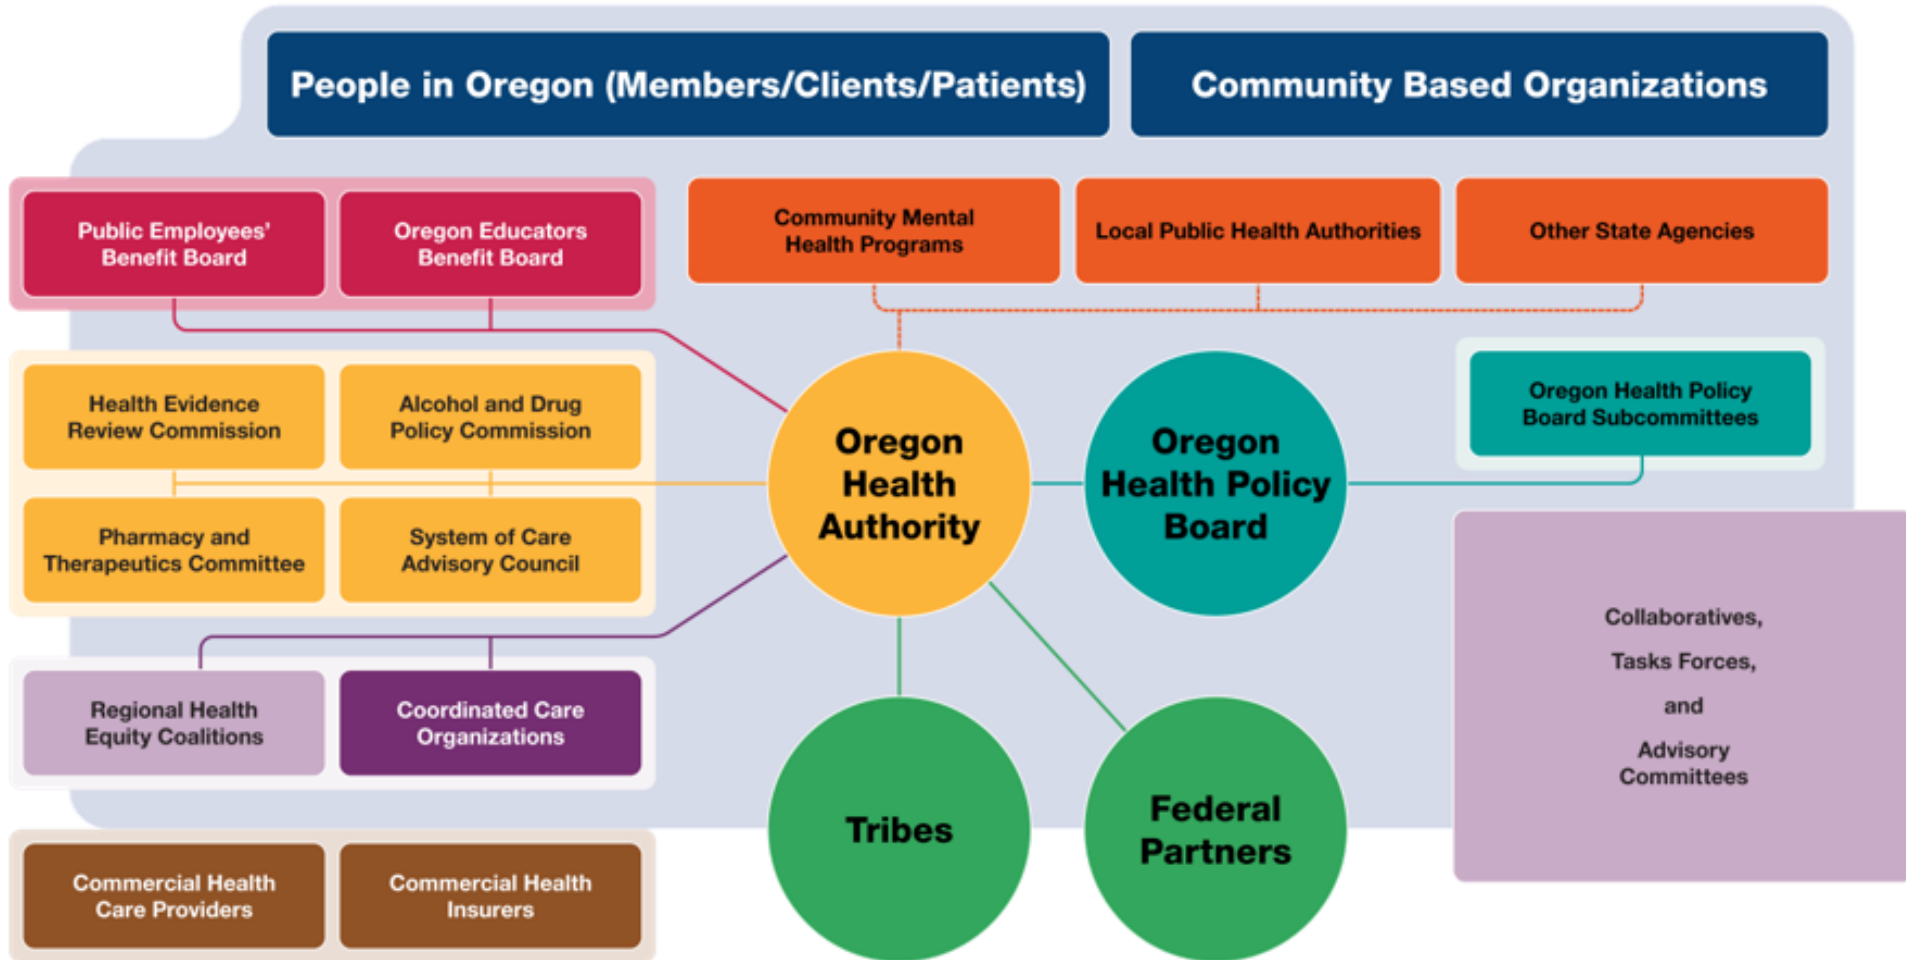 People in Oregon (Members/Clients/Patients)
Community Based Organizations
Public Employees'
Benefit Board
Oregon Educators
Benefit Board
Community Mental
Health Programs
Local Public Health Authorities
Other State Agencies
Health Evidence
Review Commission
Alcohol and Drug
Policy Commission
Pharmacy and
Therapeutics Committee
System of Care
Advisory Council
Oregon
Health
Authority
Oregon
Health Policy
Board
Oregon Health Policy
Board Subcommittees
Regional Health
Equity Coalitions
Coordinated Care
Organizations
Collaboratives,
Tasks Forces,
and
Advisory
Committees
Commercial Health
Care Providers
Commercial Health
Insurers
Tribes
Federal
Partners